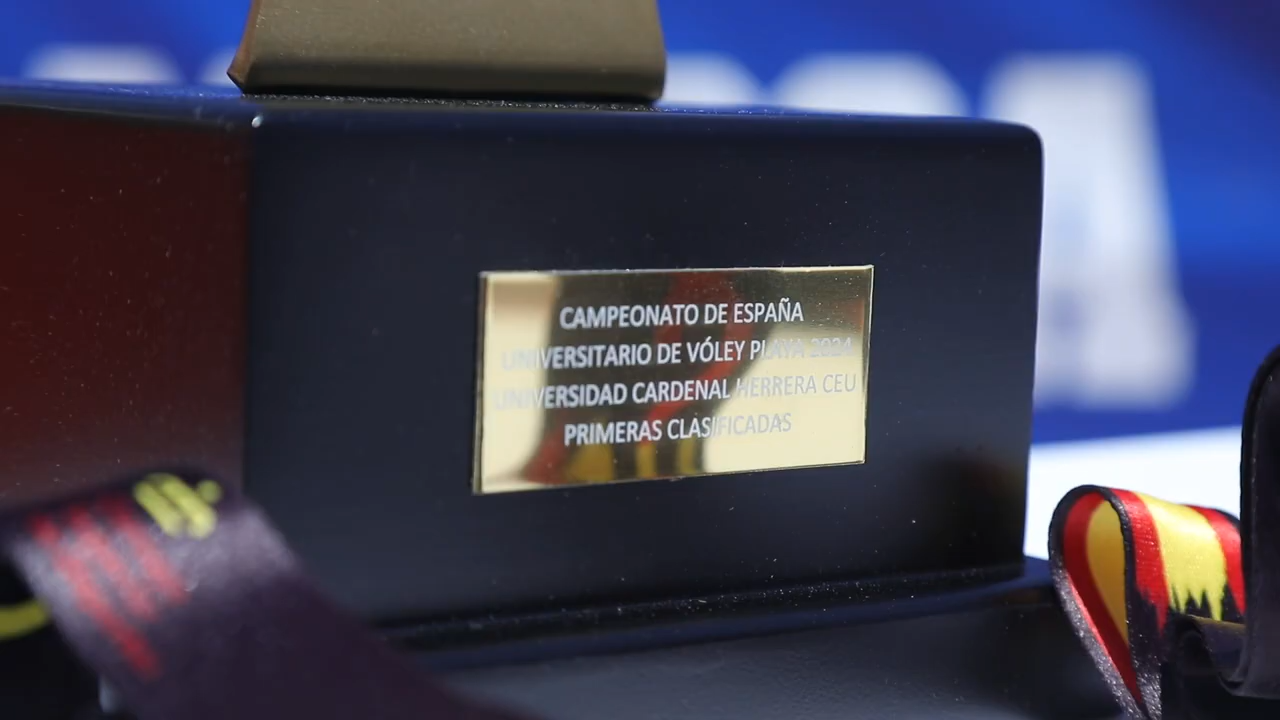 CAMPEONATO DE ESPAÑA
UNIVERSITARIO DE VÓLEY PLAYA 2024
UNIVERSIDAD CARDENAL HERRERA CEU
PRIMERAS CLASIFICADAS